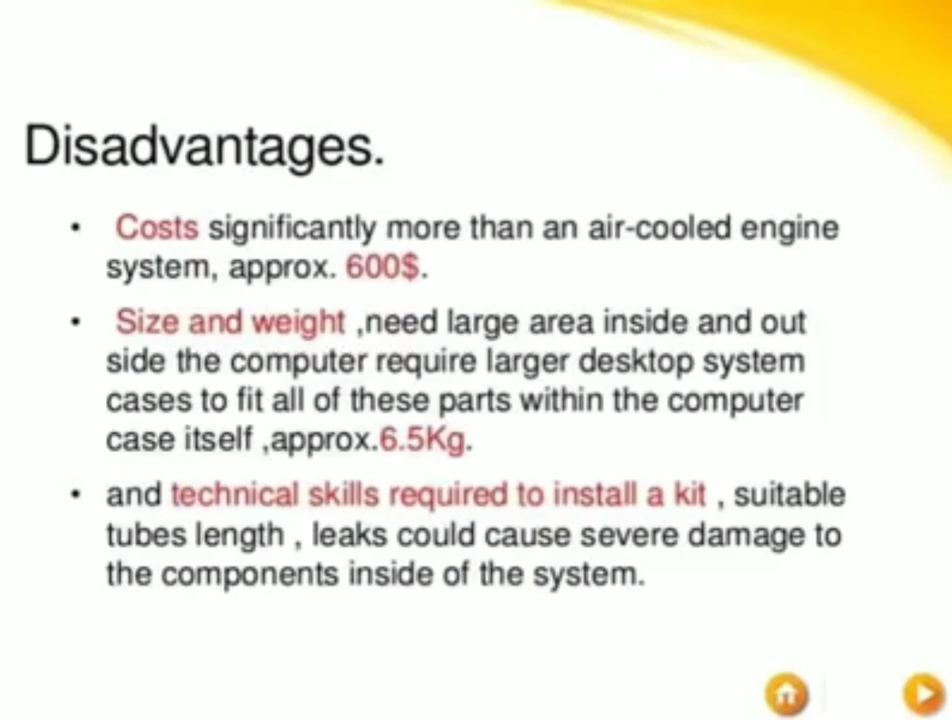 Disadvantages.
• Costs significantly more than an air-cooled engine
system, approx. 600$.
• Size and weight ,need large area inside and out
side the computer require larger desktop system
cases to fit all of these parts within the computer
case itself ,approx.6.5Kg.
• and technical skills required to install a kit , suitable
tubes length , leaks could cause severe damage to
the components inside of the system.